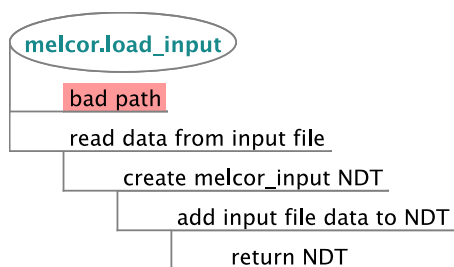 melcor.load_input
bad path
read data from input file
create melcor_input NDT
add input file data to NDT
return NDT